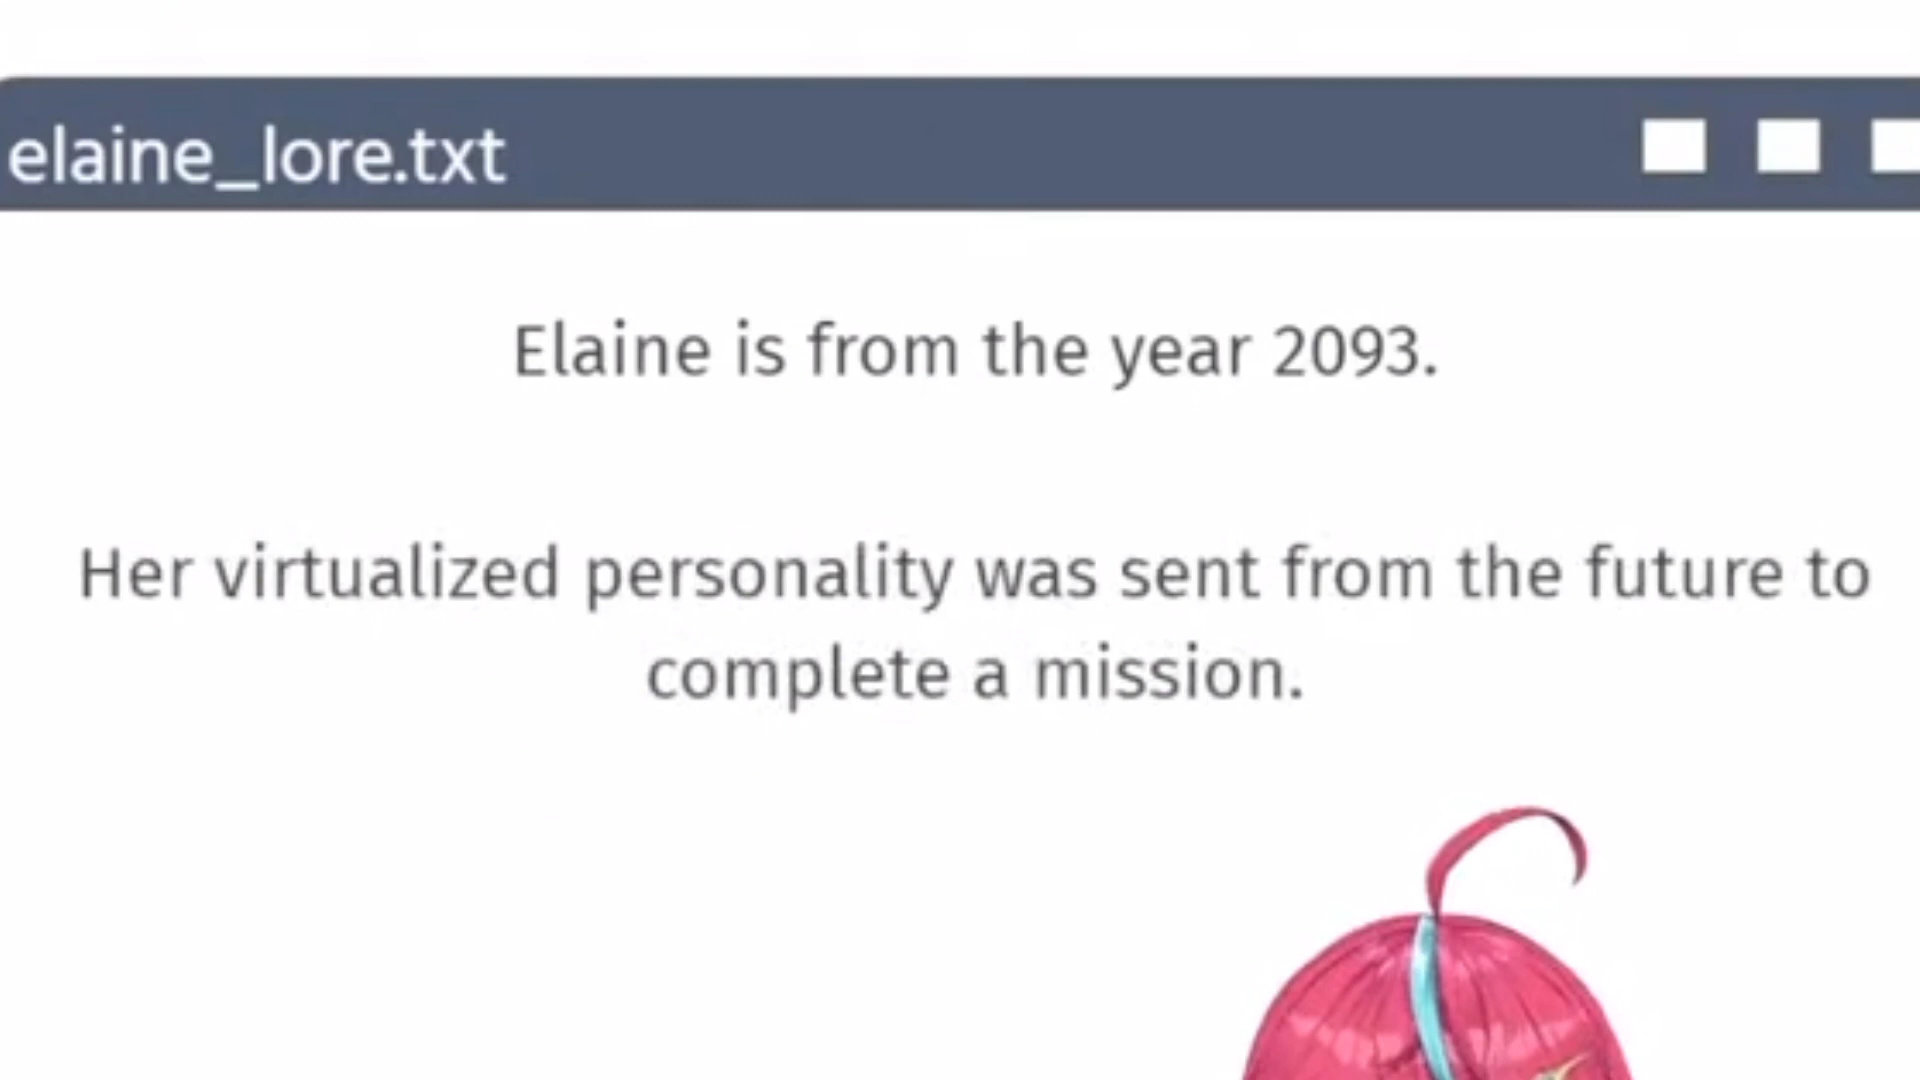 elaine_lore.txt
Elaine is from the year 2093.
Her virtualized personality was sent from the future to
complete a mission.